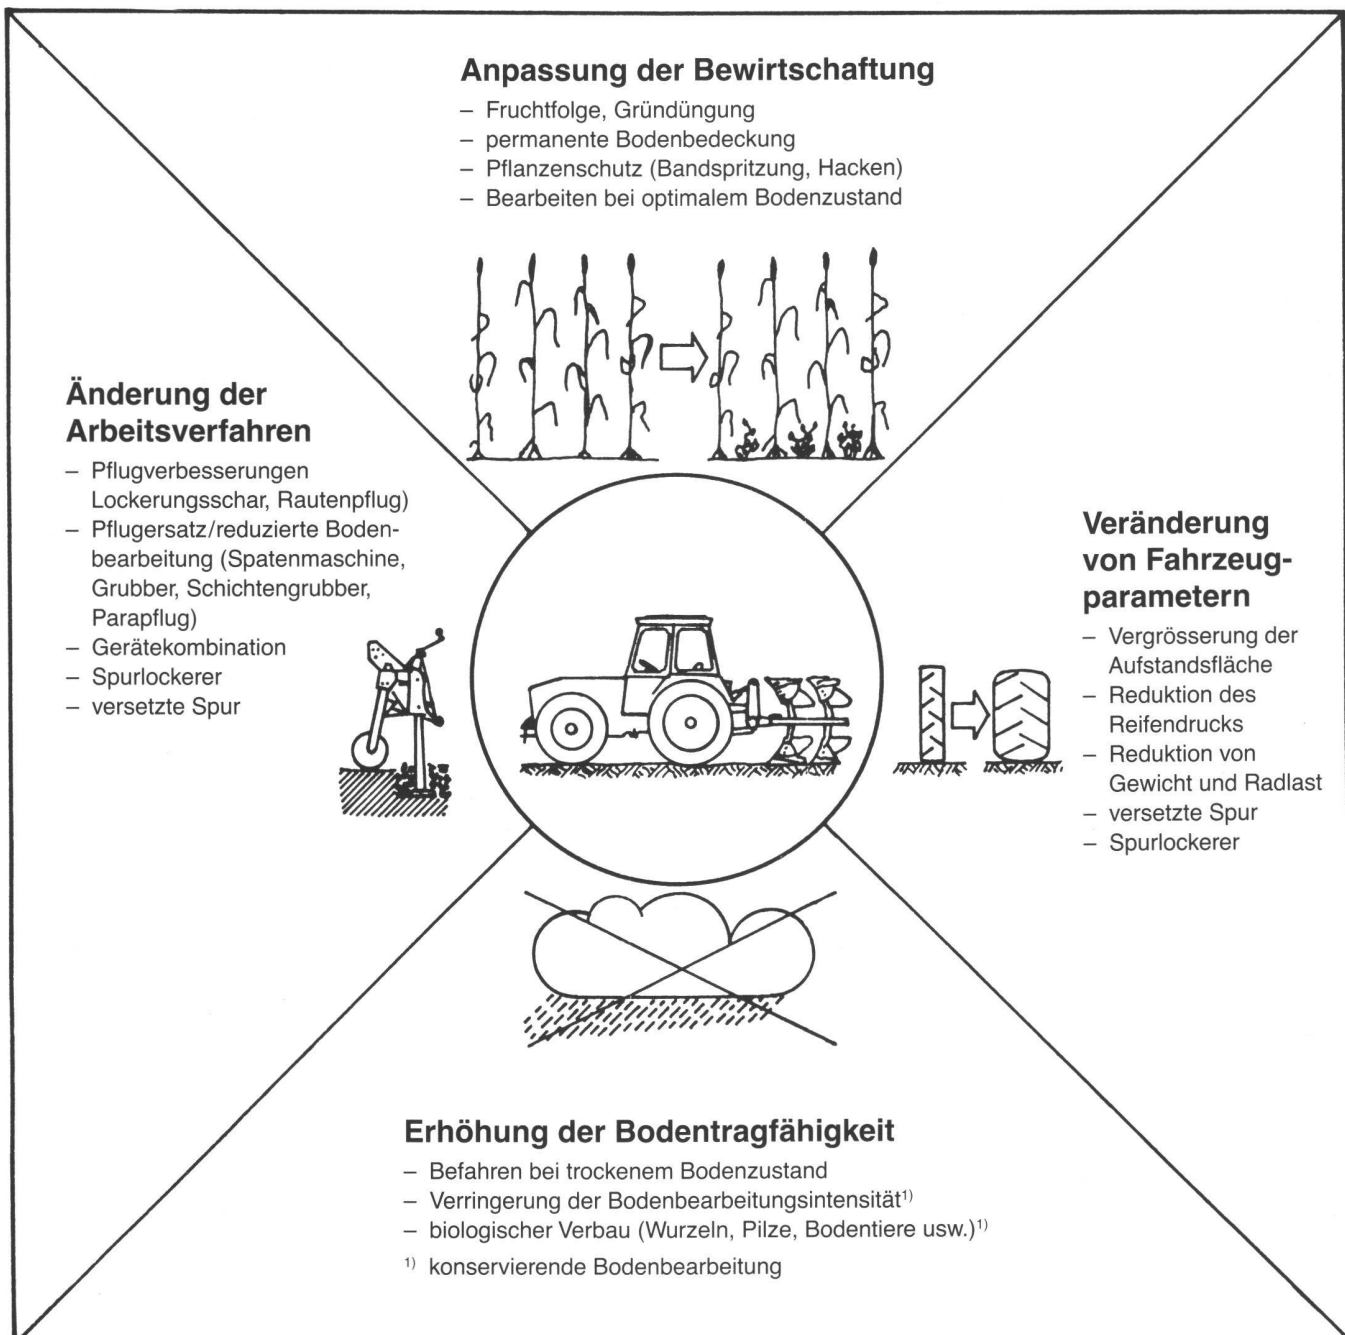 Anpassung der Bewirtschaftung
– Fruchtfolge, Gründüngung
– permanente Bodenbedeckung
– Pflanzenschutz (Bandspritzung, Hacken)
– Bearbeiten bei optimalem Bodenzustand
Änderung der
Arbeitsverfahren
– Pflugverbesserungen
Lockerungsschar, Rautenpflug)
– Pflugersatz/reduzierte Boden-
bearbeitung (Spatenmaschine,
Grubber, Schichtengrubber,
Parapflug)
– Gerätekombination
– Spurlockerer
– versetzte Spur
Veränderung
von Fahrzeug-
parametern
– Vergrösserung der
Aufstandsfläche
– Reduktion des
Reifendrucks
– Reduktion von
Gewicht und Radlast
– versetzte Spur
– Spurlockerer
Erhöhung der Bodentragfähigkeit
– Befahren bei trockenem Bodenzustand
– Verringerung der Bodenbearbeitungsintensität¹⁾
– biologischer Verbau (Wurzeln, Pilze, Bodentiere usw.)¹⁾
¹⁾ konservierende Bodenbearbeitung